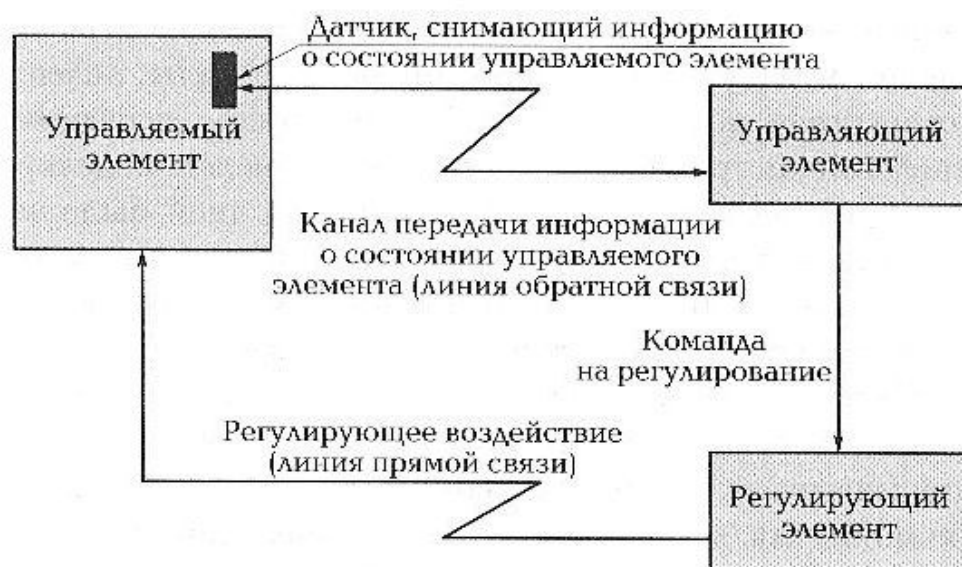 Датчик, снимающий информацию
о состоянии управляемого элемента
Управляемый
элемент
Управляющий
элемент
Канал передачи информации
о состоянии управляемого
элемента (линия обратной связи)
Команда
на регулирование
Регулирующее воздействие
(линия прямой связи)
Регулирующий
элемент